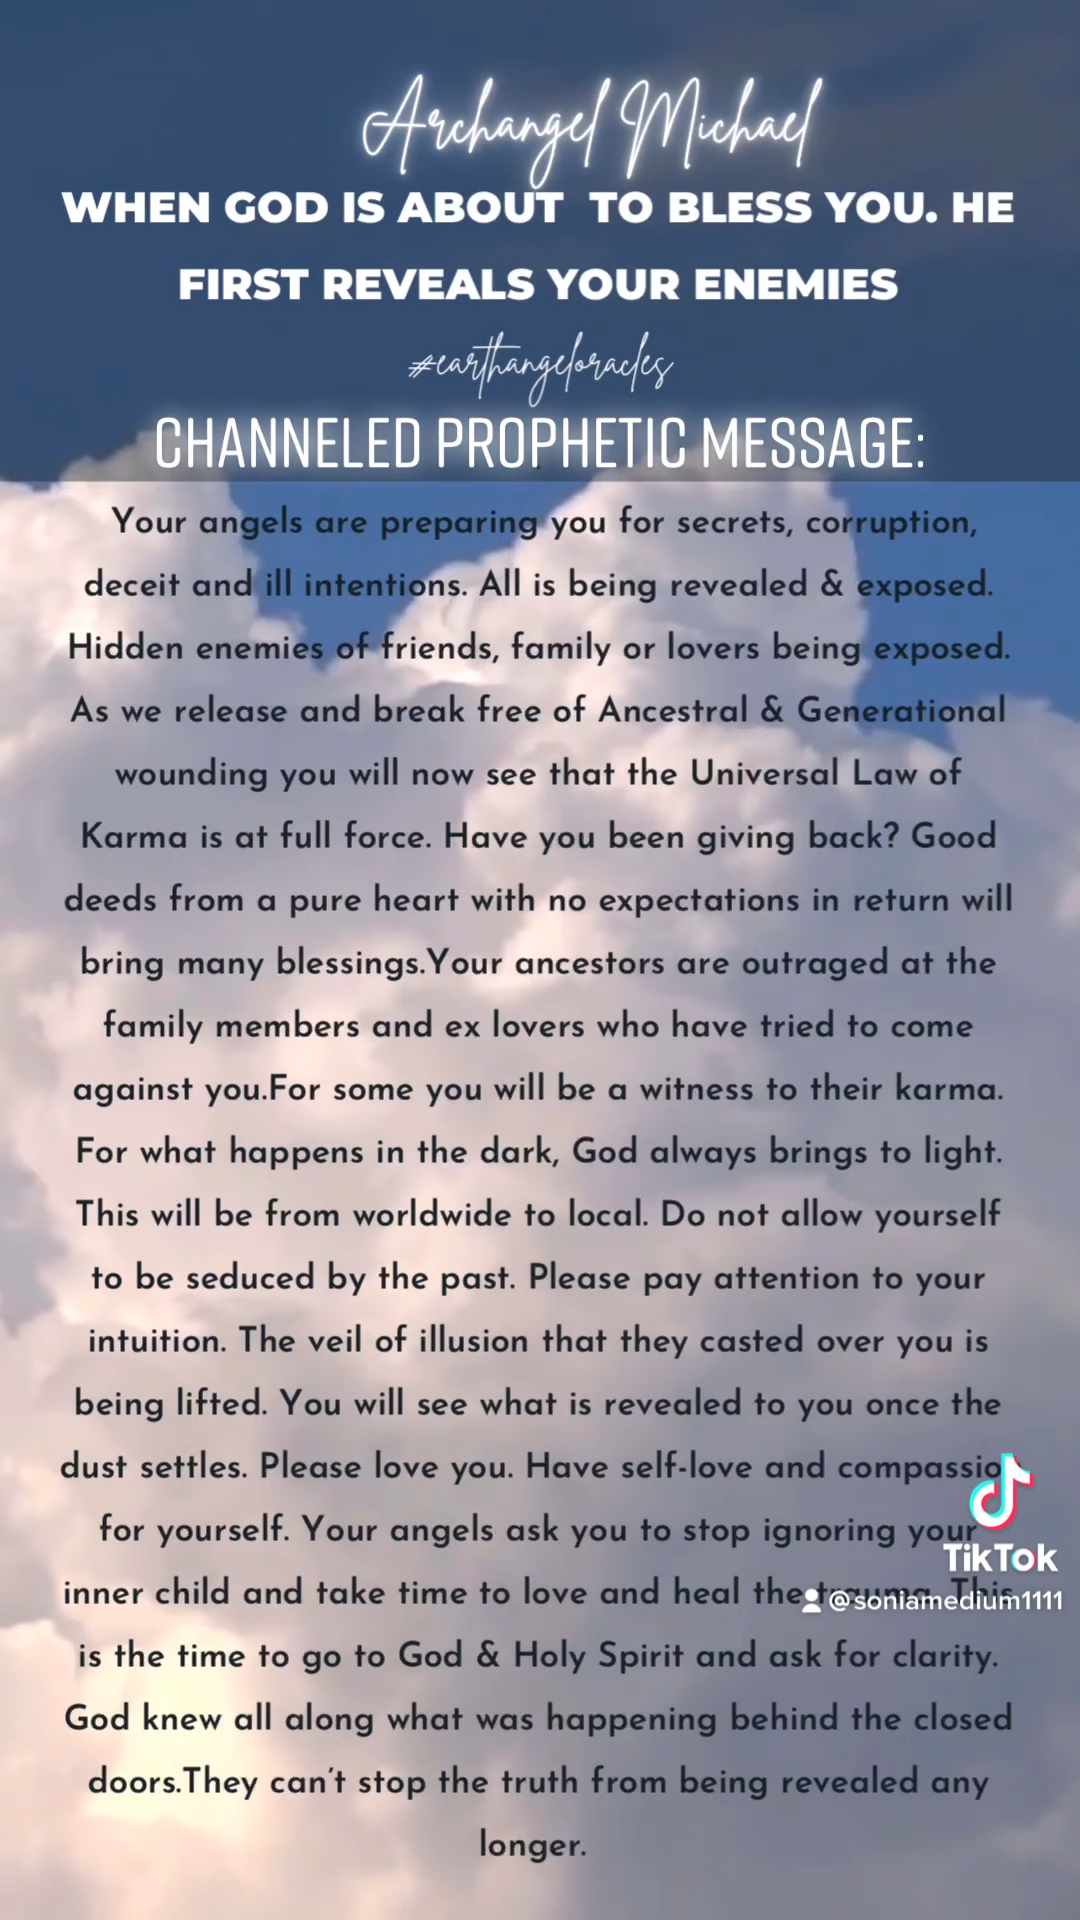 Archangel Michael
WHEN GOD IS ABOUT TO BLESS YOU. HE
FIRST REVEALS YOUR ENEMIES
#earthangeloracles
CHANNELED PROPHETIC MESSAGE:
Your angels are preparing you for secrets, corruption,
deceit and ill intentions. All is being revealed & exposed.
Hidden enemies of friends, family or lovers being exposed.
As we release and break free of Ancestral & Generational
wounding you will now see that the Universal Law of
Karma is at full force. Have you been giving back? Good
deeds from a pure heart with no expectations in return will
bring many blessings.Your ancestors are outraged at the
family members and ex lovers who have tried to come
against you.For some you will be a witness to their karma.
For what happens in the dark, God always brings to light.
This will be from worldwide to local. Do not allow yourself
to be seduced by the past. Please pay attention to your
intuition. The veil of illusion that they casted over you is
being lifted. You will see what is revealed to you once the
dust settles. Please love you. Have self-love and compassio
for yourself. Your angels ask you to stop ignoring your
TikTok
inner child and take time to love and heal the trauma. This
@soniamedium1111
is the time to go to God & Holy Spirit and ask for clarity.
God knew all along what was happening behind the closed
doors.They can't stop the truth from being revealed any
longer.